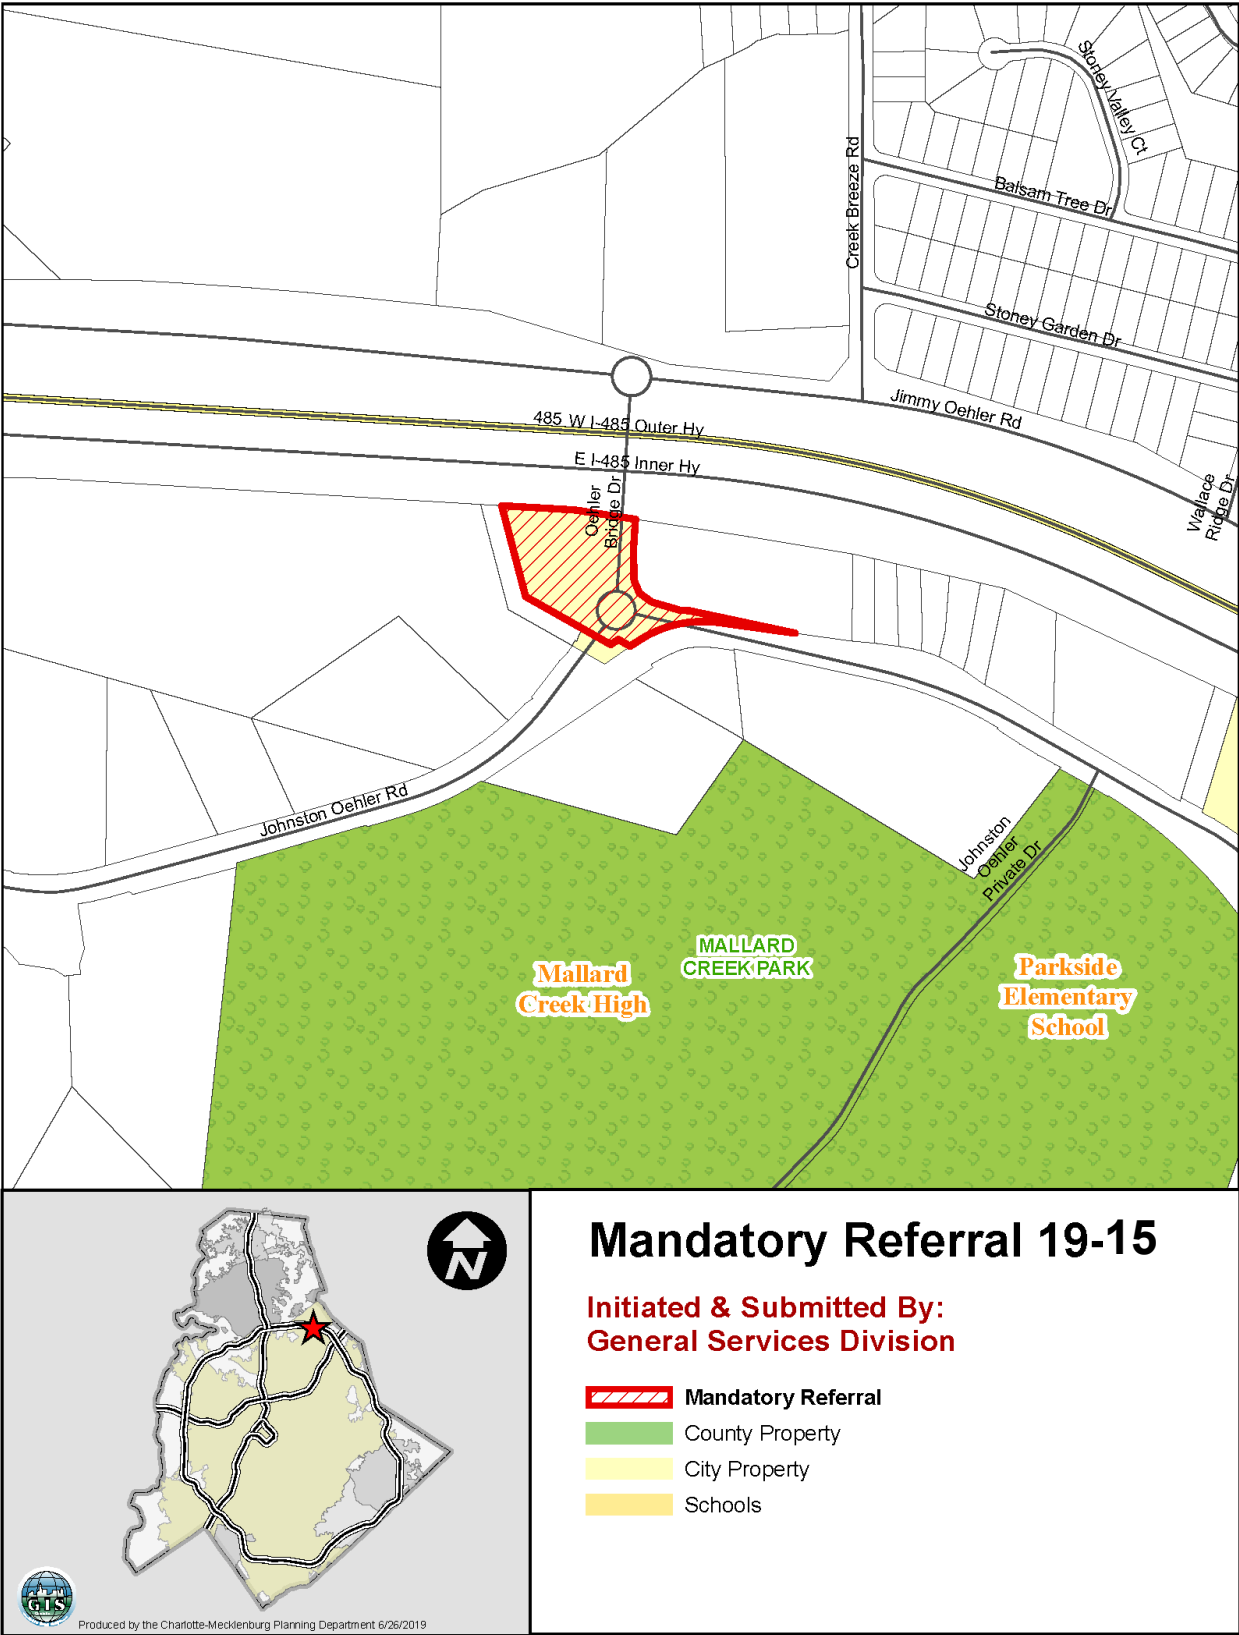 Stoney Valley Ct
Creek Breeze Rd
Balsam Tree Dr
Stoney Garden Dr
Jimmy Oehler Rd
485 W I-485 Outer Hy
E I-485 Inner Hy
Oehler
Bridge Dr
Wallace
Ridge Dr
Johnston Oehler Rd
Johnston
Oehler
Private Dr
MALLARD
CREEK PARK
Mallard
Creek High
Parkside
Elementary
School
N
Mandatory Referral 19-15
Initiated & Submitted By:
General Services Division
Mandatory Referral
County Property
City Property
Schools
GIS
Produced by the Charlotte-Mecklenburg Planning Department 6/26/2019